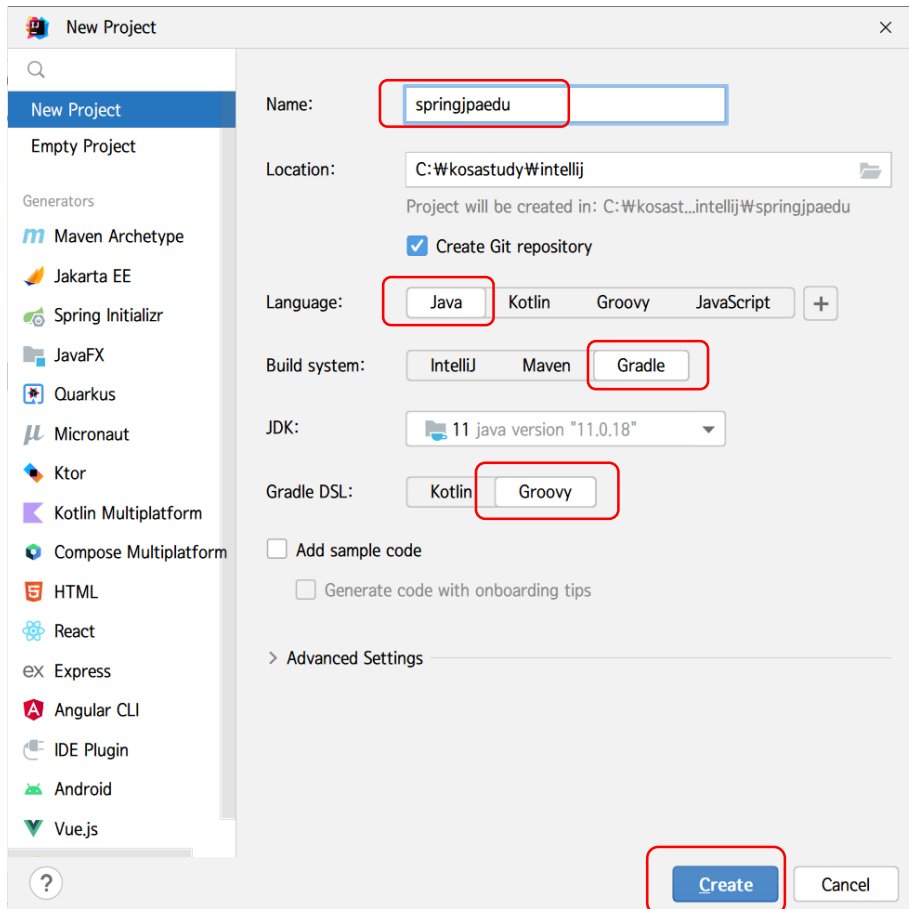 New Project
New Project
Empty Project
Generators
Maven Archetype
Jakarta EE
Spring Initializr
JavaFX
Quarkus
Micronaut
Ktor
Kotlin Multiplatform
Compose Multiplatform
HTML
React
ex Express
Angular CLI
IDE Plugin
Android
Vue.js
?
Name: springjpaedu
Location: C:₩kosastudy₩intellij
Project will be created in: C:₩kosast...intellij₩springjpaedu
Create Git repository
Language: Java Kotlin Groovy JavaScript +
Build system: IntelliJ Maven Gradle
JDK: 11 java version "11.0.18"
Gradle DSL: Kotlin Groovy
Add sample code
Generate code with onboarding tips
Advanced Settings
Create Cancel